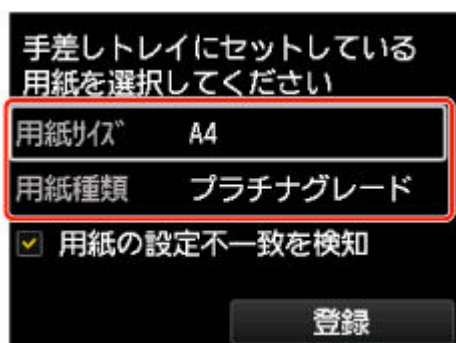 手差しトレイにセットしている
用紙を選択してください
用紙ｻｲｽﾞ A4
用紙種類 プラチナグレード
用紙の設定不一致を検知
登録